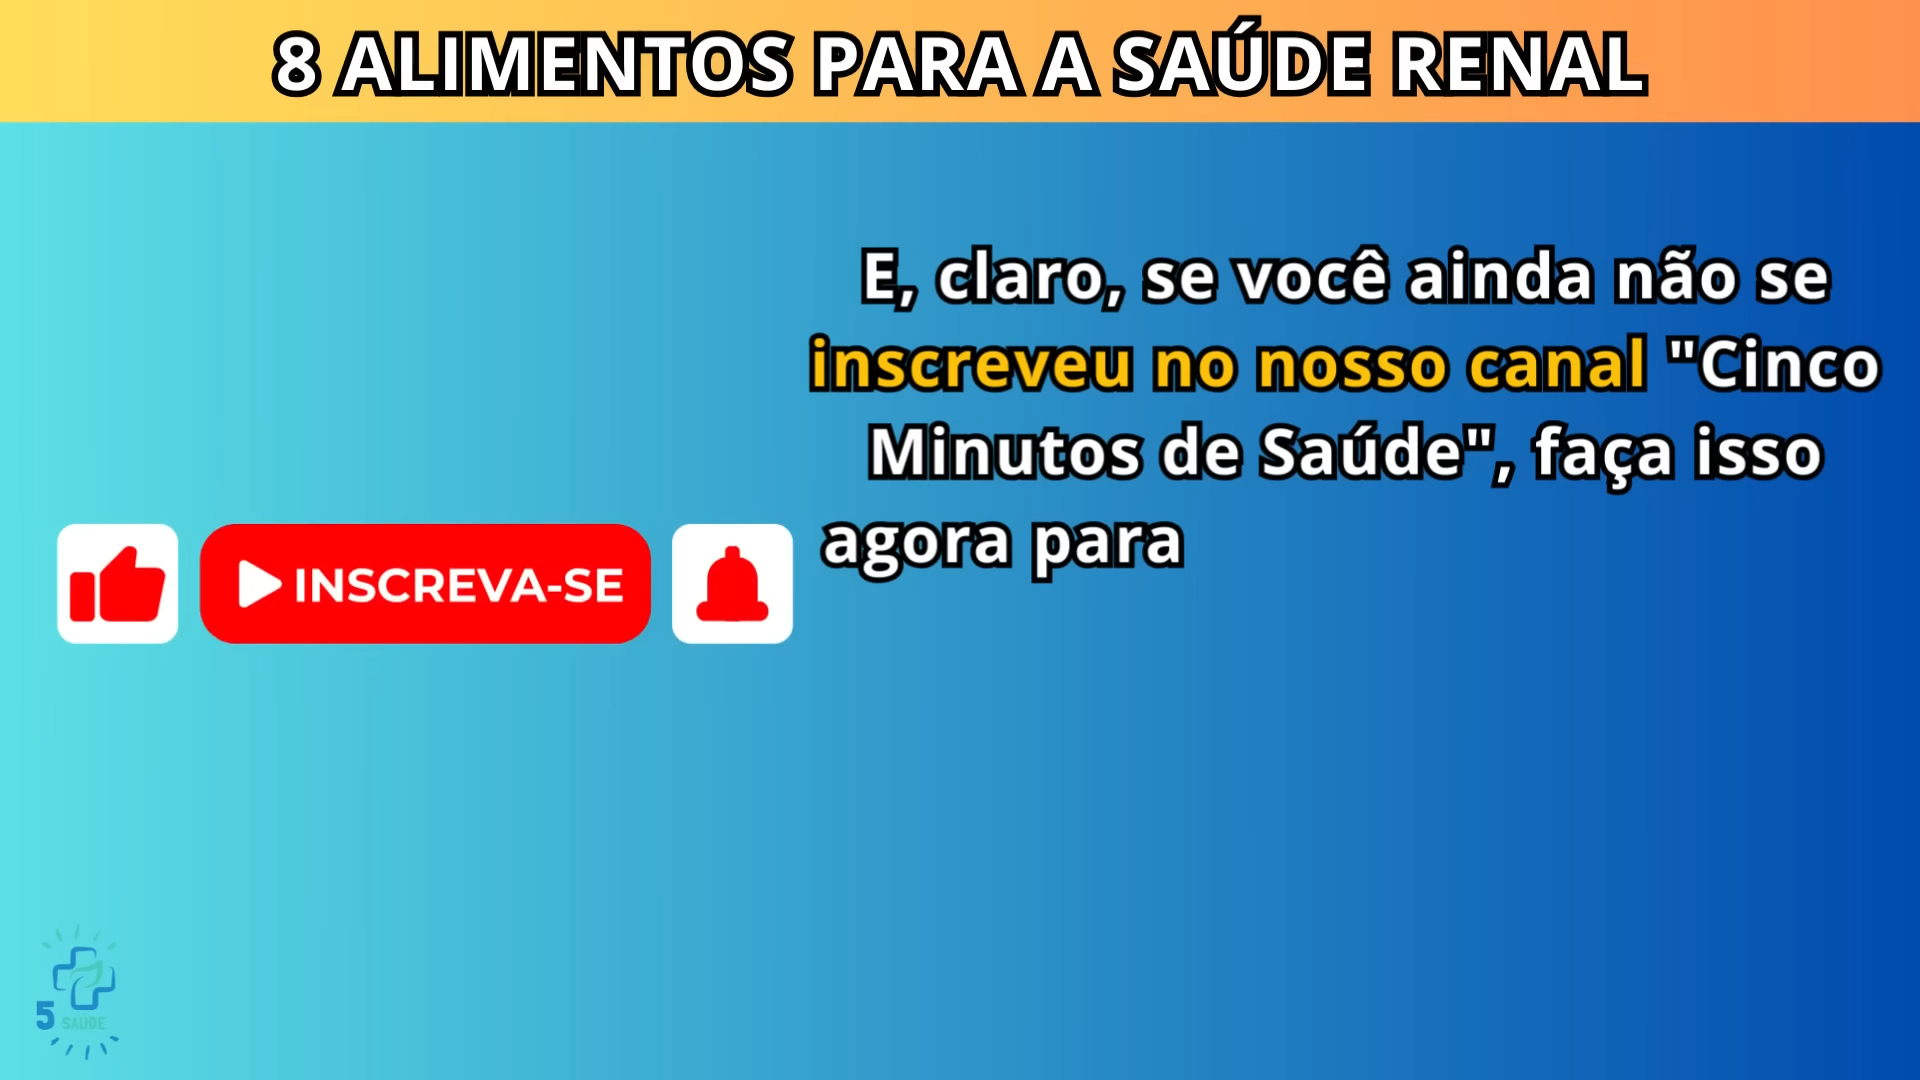 8 ALIMENTOS PARA A SAÚDE RENAL
E, claro, se você ainda não se
inscreveu no nosso canal "Cinco
Minutos de Saúde", faça isso
agora para
INSCREVA-SE
5
SAUDE